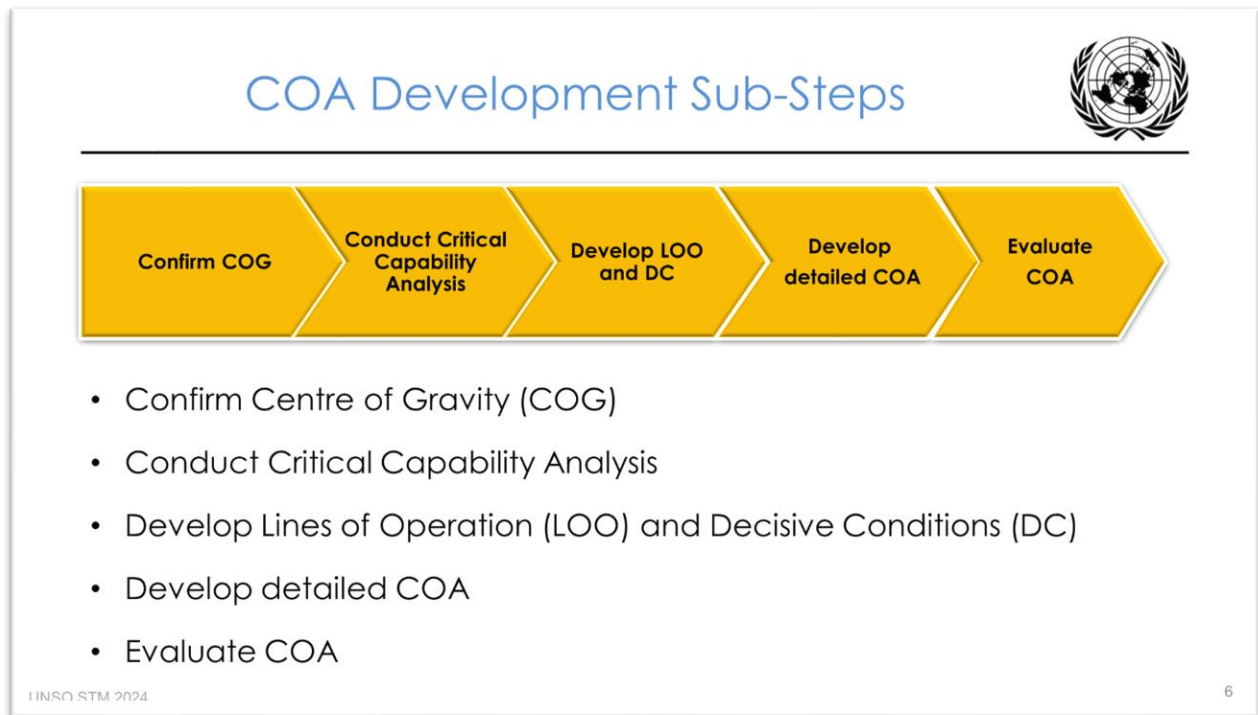 COA Development Sub-Steps
Confirm COG
Conduct Critical
Capability
Analysis
Develop LOO
and DC
Develop
detailed COA
Evaluate
COA
• Confirm Centre of Gravity (COG)
• Conduct Critical Capability Analysis
• Develop Lines of Operation (LOO) and Decisive Conditions (DC)
• Develop detailed COA
• Evaluate COA
UNSO STM 2024
6